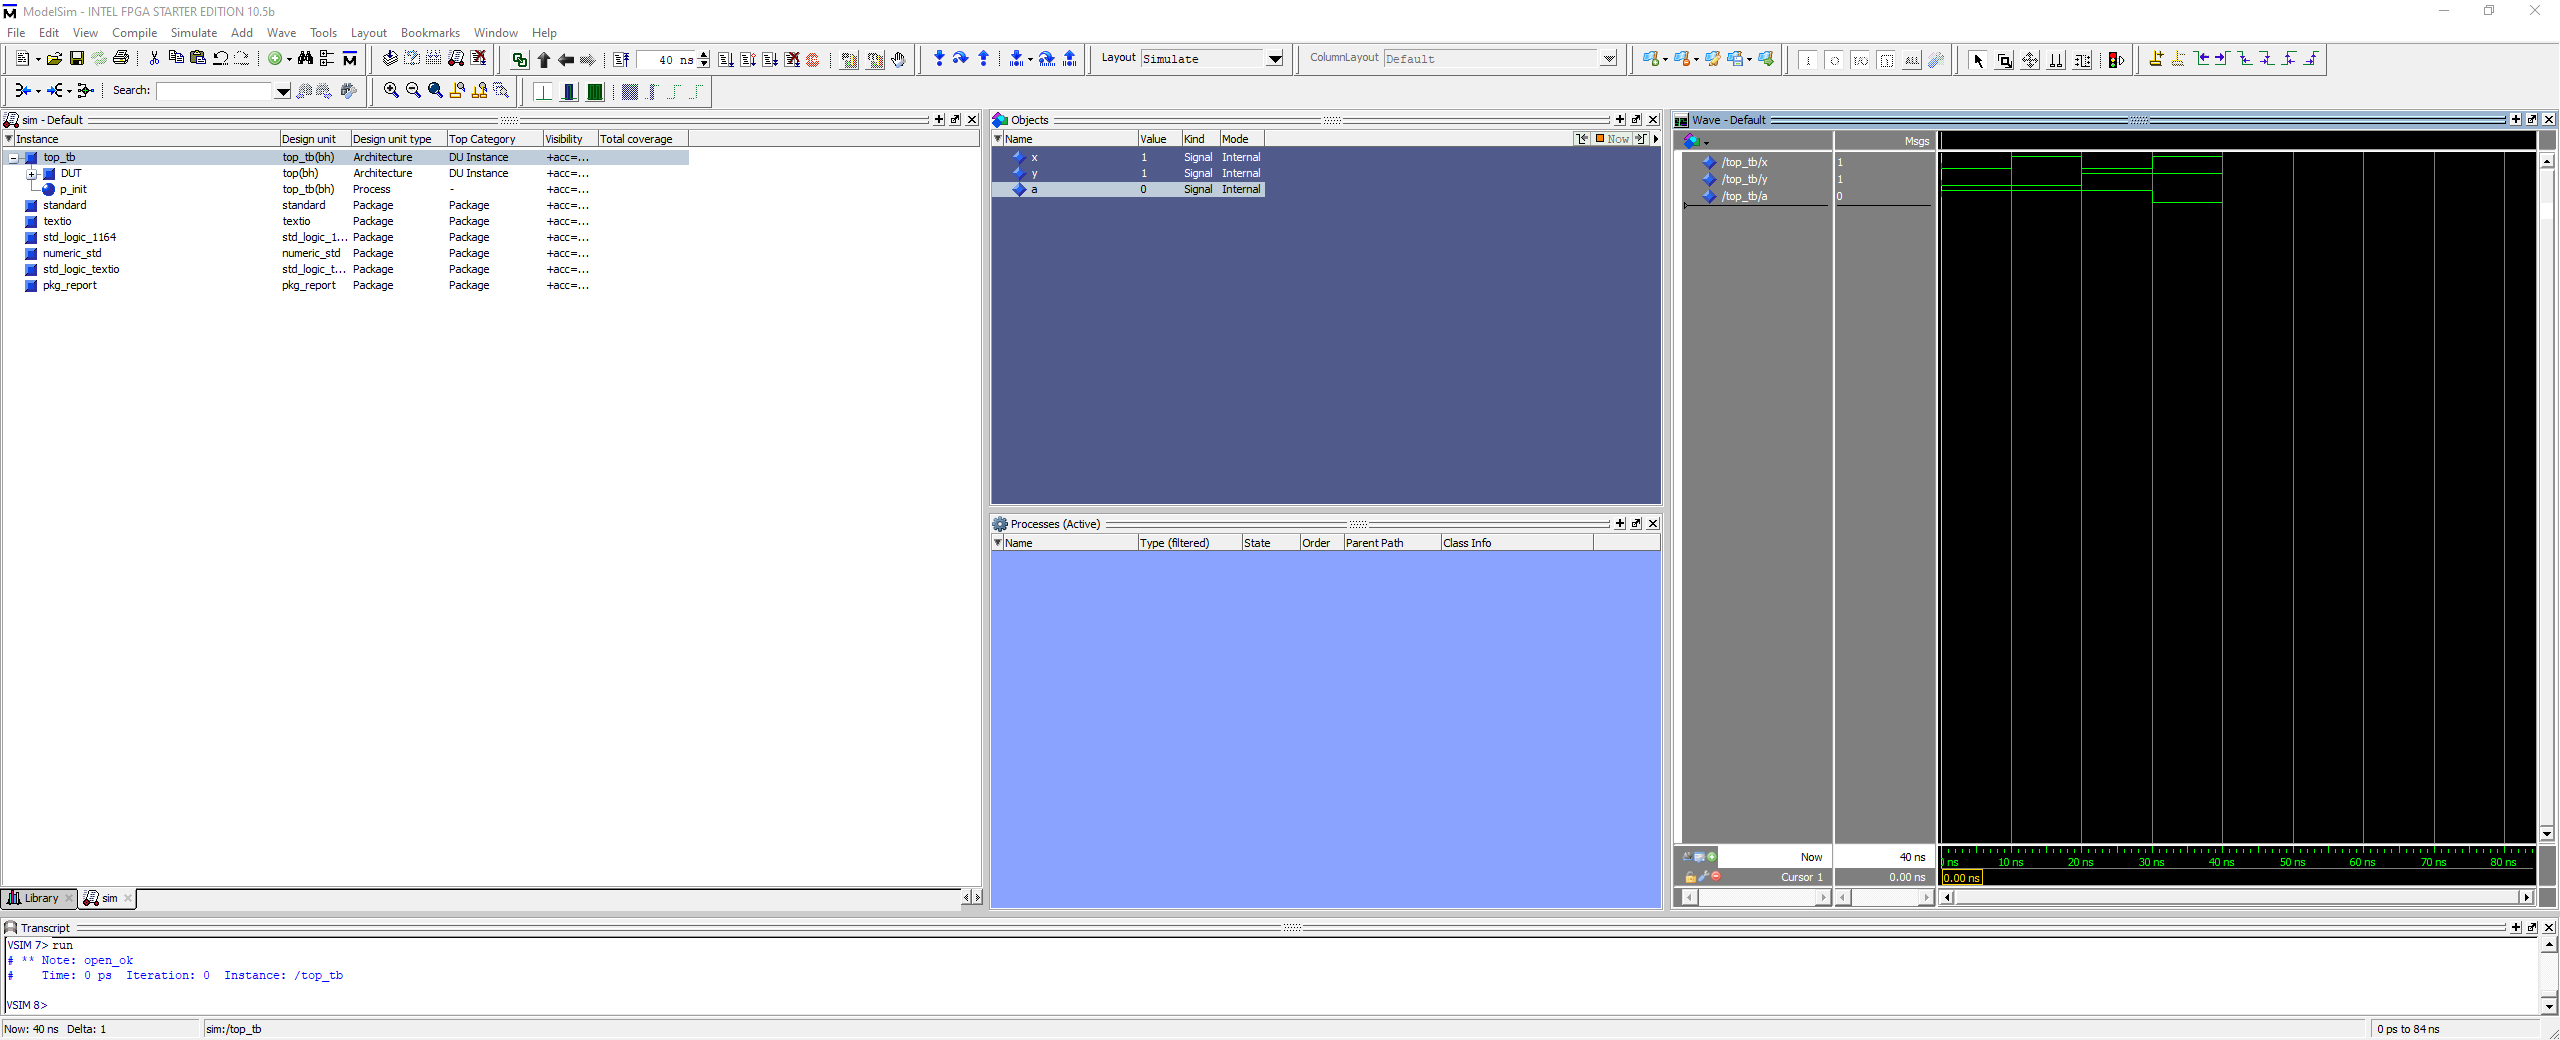 ModelSim - INTEL FPGA STARTER EDITION 10.5b
File Edit View Compile Simulate Add Wave Tools Layout Bookmarks Window Help
40 ns
Layout Simulate
ColumnLayout Default
ALL
Search:
sim - Default
Instance Design unit Design unit type Top Category Visibility Total coverage
top_tb top_tb(bh) Architecture DU Instance +acc=...
DUT top(bh) Architecture DU Instance +acc=...
p_init top_tb(bh) Process - +acc=...
standard standard Package Package +acc=...
textio textio Package Package +acc=...
std_logic_1164 std_logic_1... Package Package +acc=...
numeric_std numeric_std Package Package +acc=...
std_logic_textio std_logic_t... Package Package +acc=...
pkg_report pkg_report Package Package +acc=...
Library sim
Objects
Name Value Kind Mode Now
x 1 Signal Internal
y 1 Signal Internal
a 0 Signal Internal
Processes (Active)
Name Type (filtered) State Order Parent Path Class Info
Wave - Default
Msgs
/top_tb/x 1
/top_tb/y 1
/top_tb/a 0
Now 40 ns
ns 10 ns 20 ns 30 ns 40 ns 50 ns 60 ns 70 ns 80 ns
Cursor 1 0.00 ns 0.00 ns
Transcript
VSIM 7> run
# ** Note: open_ok
#    Time: 0 ps  Iteration: 0  Instance: /top_tb
VSIM 8>
Now: 40 ns Delta: 1 sim:/top_tb 0 ps to 84 ns